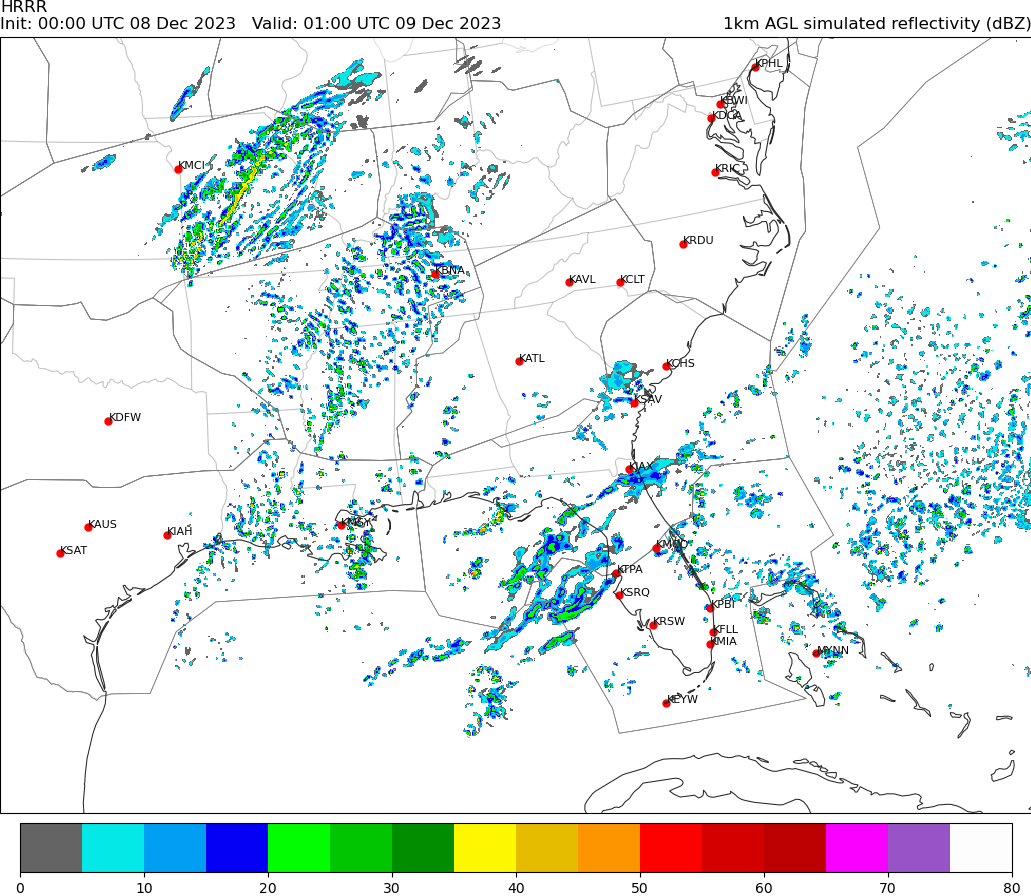 HRRR
Init: 00:00 UTC 08 Dec 2023   Valid: 01:00 UTC 09 Dec 2023
1km AGL simulated reflectivity (dBZ)
KPHL
KBWI
KDCA
KMCI
KRIC
KRDU
KBNA
KAVL
KCLT
KATL
KCHS
KSAV
KDFW
KJAX
KAUS
KMSY
KIAH
KSAT
KMCO
KTPA
KSRQ
KPBI
KRSW
KFLL
KMIA
MYNN
KEYW
0 10 20 30 40 50 60 70 80